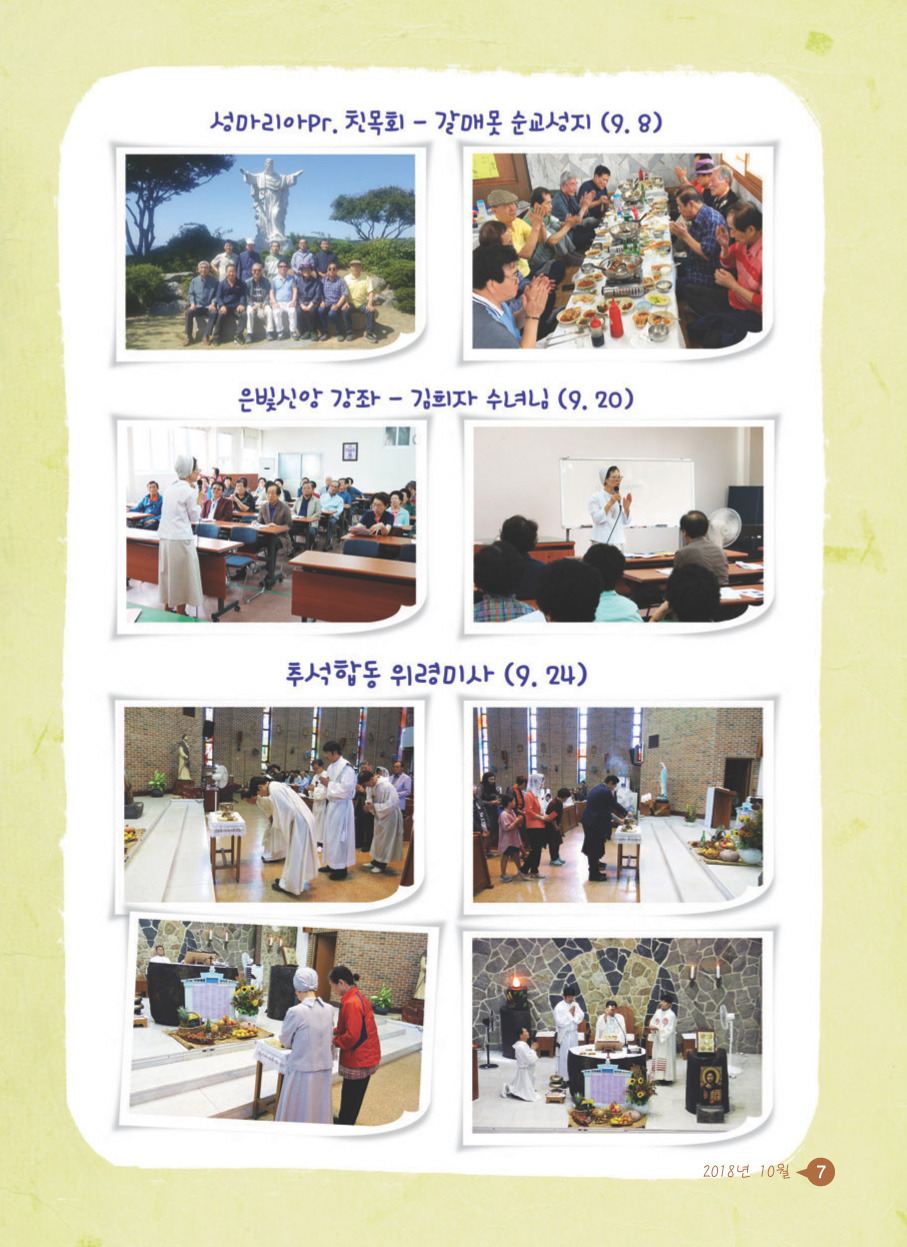 성마리아Pr. 친목회 - 갈매못 순교성지 (9. 8)
은빛신앙 강좌 - 김희자 수녀님 (9. 20)
추석합동 위령미사 (9. 24)
2018년 10월 7